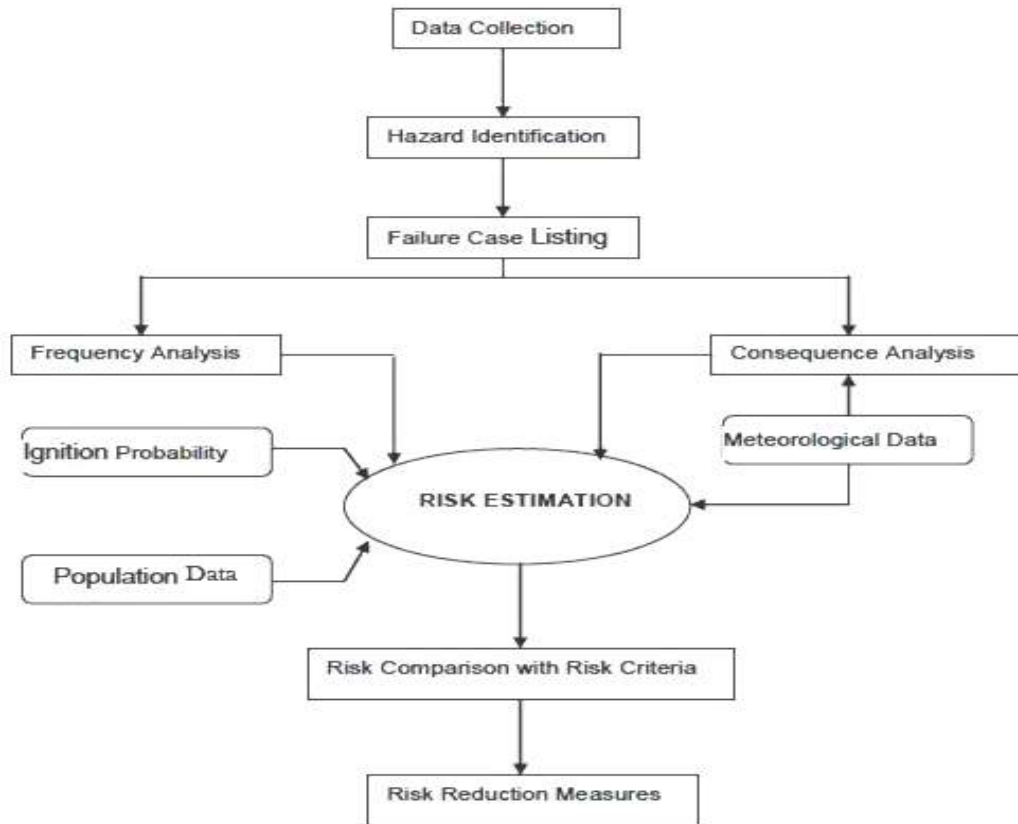 Data Collection
Hazard Identification
Failure Case Listing
Frequency Analysis
Consequence Analysis
Ignition Probability
Meteorological Data
RISK ESTIMATION
Population Data
Risk Comparison with Risk Criteria
Risk Reduction Measures